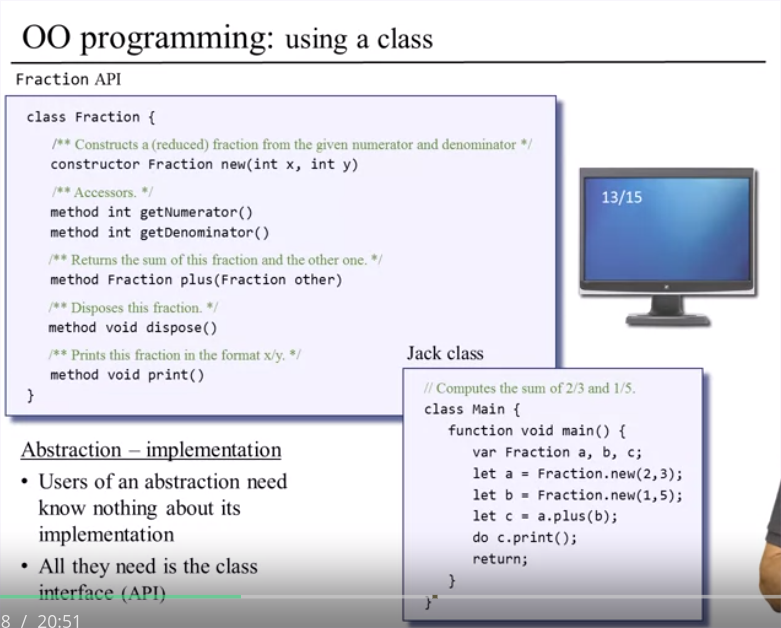 OO programming: using a class
Fraction API
class Fraction {
/** Constructs a (reduced) fraction from the given numerator and denominator */
constructor Fraction new(int x, int y)
/** Accessors. */
method int getNumerator()
method int getDenominator()
/** Returns the sum of this fraction and the other one. */
method Fraction plus(Fraction other)
/** Disposes this fraction. */
method void dispose()
/** Prints this fraction in the format x/y. */
method void print()
}
13/15
Jack class
// Computes the sum of 2/3 and 1/5.
class Main {
function void main() {
var Fraction a, b, c;
let a = Fraction.new(2,3);
let b = Fraction.new(1,5);
let c = a.plus(b);
do c.print();
return;
}
}
Abstraction – implementation
• Users of an abstraction need
know nothing about its
implementation
• All they need is the class
interface (API)
8 / 20:51